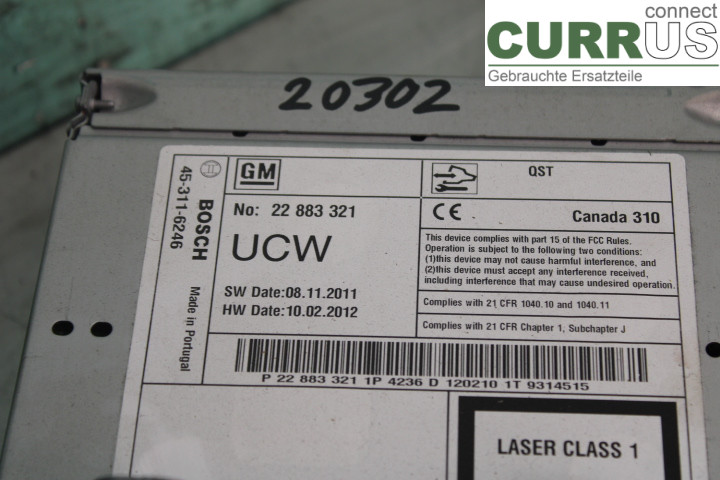 connect
CURRUS
Gebrauchte Ersatzteile
20302
GM
QST
No: 22 883 321
CE
Canada 310
UCW
This device complies with part 15 of the FCC Rules.
Operation is subject to the following two conditions:
(1)this device may not cause harmful interference, and
(2)this device must accept any interference received,
including interference that may cause undesired operation.
SW Date:08.11.2011
HW Date:10.02.2012
Complies with 21 CFR 1040.10 and 1040.11
Complies with 21 CFR Chapter 1, Subchapter J
BOSCH
45-311-6246
Made in Portugal
P 22 883 321 1P 4236 D 120210 1T 9314515
LASER CLASS 1